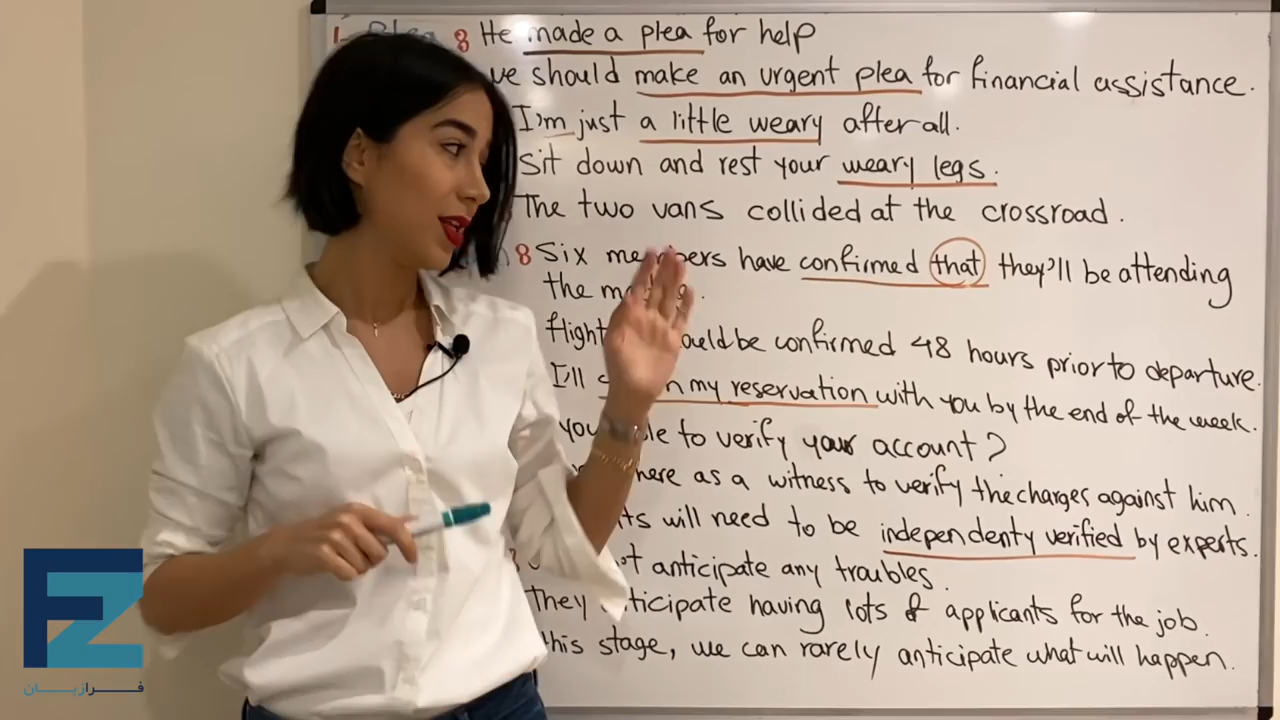 1- Plea 8 He made a plea for help
we should make an urgent plea for financial assistance.
I'm just a little weary after all.
Sit down and rest your weary legs.
The two vans collided at the crossroad.
8 Six members have confirmed that they'll be attending
the
flight should be confirmed 48 hours prior to departure.
I'll my reservation with you by the end of the week.
you to verify your account?
here as a witness to verify the charges against him.
will need to be independenty verified by experts.
anticipate any troubles.
They anticipate having lots of applicants for the job.
this stage, we can rarely anticipate what will happen.
FZ
فرازبان